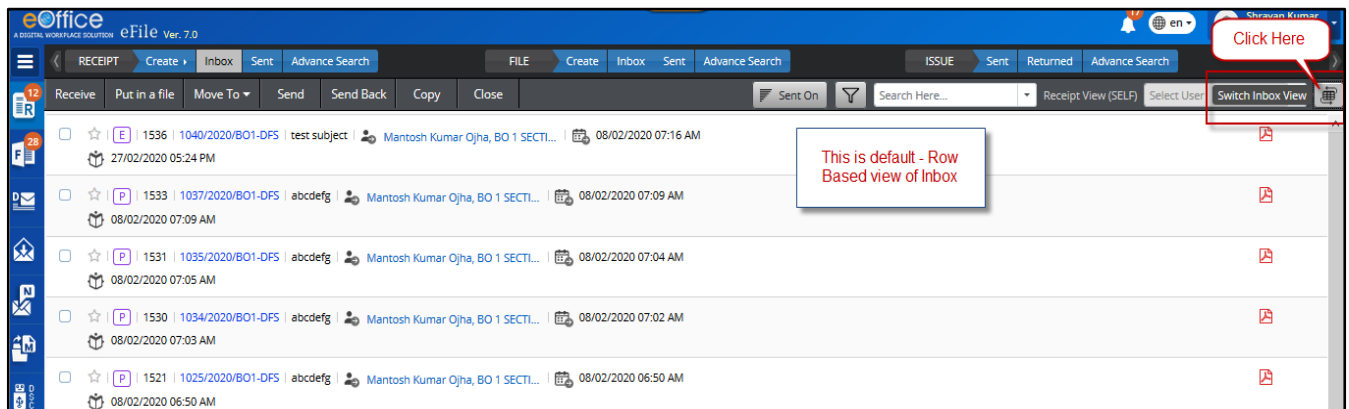 eOffice
A DIGITAL WORKPLACE SOLUTION eFile Ver. 7.0
17
en
Shravan Kumar
Click Here
RECEIPT Create Inbox Sent Advance Search FILE Create Inbox Sent Advance Search ISSUE Sent Returned Advance Search
12
R
Receive Put in a file Move To Send Send Back Copy Close Sent On Search Here... Receipt View (SELF) Select User Switch Inbox View
E 1536 1040/2020/BO1-DFS test subject Mantosh Kumar Ojha, BO 1 SECTI... 08/02/2020 07:16 AM
27/02/2020 05:24 PM
28
F
This is default - Row
Based view of Inbox
P 1533 1037/2020/BO1-DFS abcdefg Mantosh Kumar Ojha, BO 1 SECTI... 08/02/2020 07:09 AM
08/02/2020 07:09 AM
D
P 1531 1035/2020/BO1-DFS abcdefg Mantosh Kumar Ojha, BO 1 SECTI... 08/02/2020 07:04 AM
08/02/2020 07:05 AM
N
P 1530 1034/2020/BO1-DFS abcdefg Mantosh Kumar Ojha, BO 1 SECTI... 08/02/2020 07:02 AM
08/02/2020 07:03 AM
M
P 1521 1025/2020/BO1-DFS abcdefg Mantosh Kumar Ojha, BO 1 SECTI... 08/02/2020 06:50 AM
08/02/2020 06:50 AM
DSC